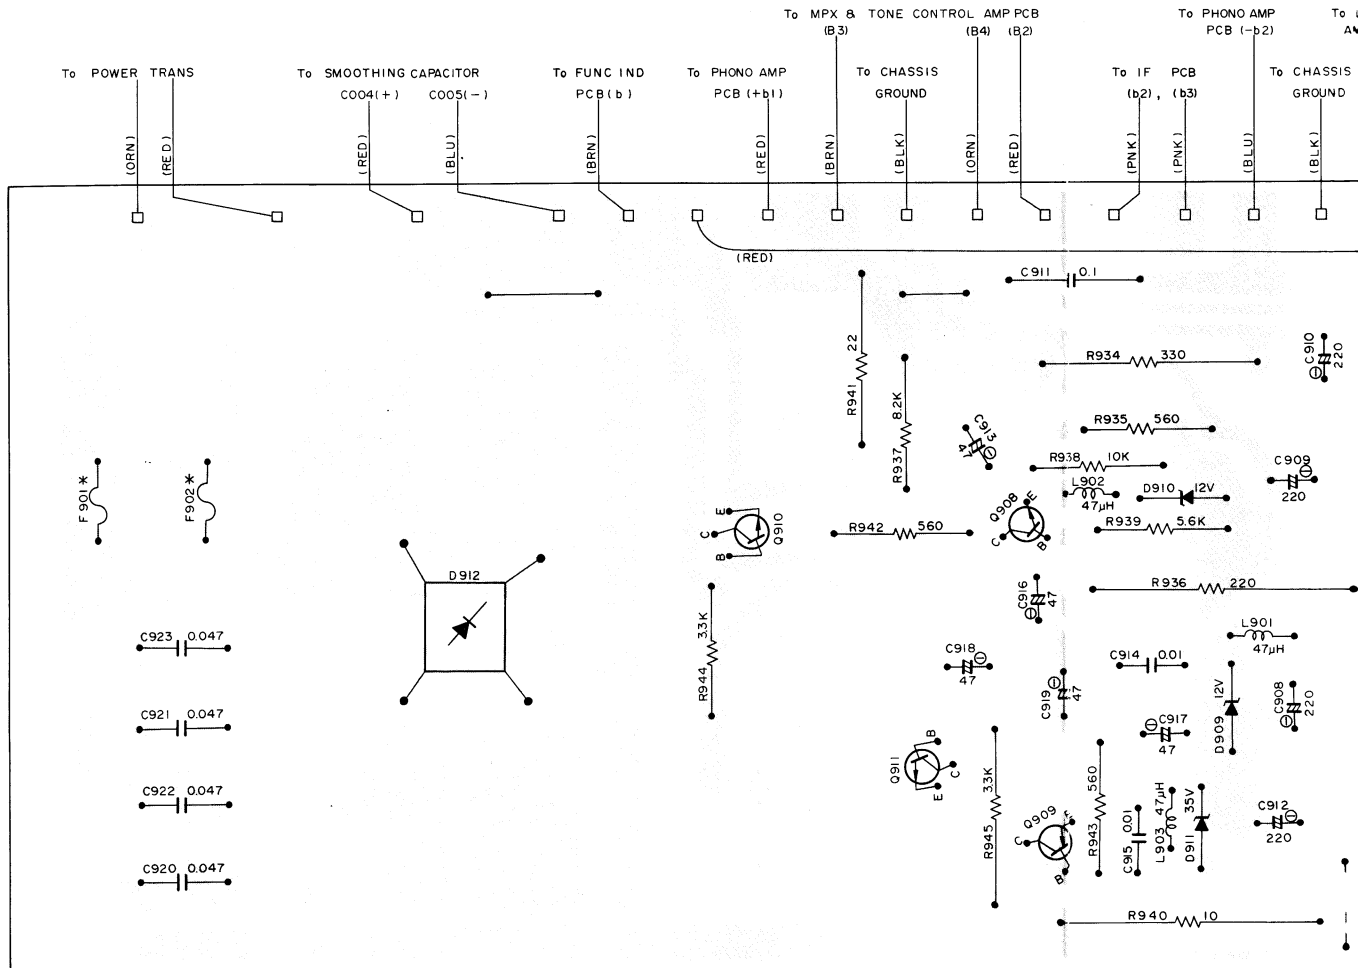 To MPX & TONE CONTROL AMP PCB
(B3) (B4) (B2)
To PHONO AMP
PCB (-b2)
To POWER TRANS
To SMOOTHING CAPACITOR
C004(+) C005(-)
To FUNC IND
PCB(b)
To PHONO AMP
PCB (+b1)
To CHASSIS
GROUND
To IF PCB
(b2), (b3)
To CHASSIS
GROUND
(ORN)
(RED)
(RED)
(BLU)
(BRN)
(RED)
(BRN)
(BLK)
(ORN)
(RED)
(PNK)
(PNK)
(BLU)
(BLK)
(RED)
C911 0.1
22
R941
8.2K
R937
R934 330
C910
220
R935 560
C913
47
R938 10K
L902
47µH
D910 12V
C909
220
F901*
F902*
E
C
B
Q910
R942 560
Q908
E
C
B
R939 5.6K
D912
C916
47
R936 220
3.3K
R944
L901
47µH
C923 0.047
C918
47
C914 0.01
C919
47
12V
D909
C908
220
C921 0.047
C917
47
Q911
B
C
E
3.3K
R945
560
R943
C922 0.047
Q909
E
C
B
0.01
C915
47µH
L903
35V
D911
C912
220
C920 0.047
R940 10